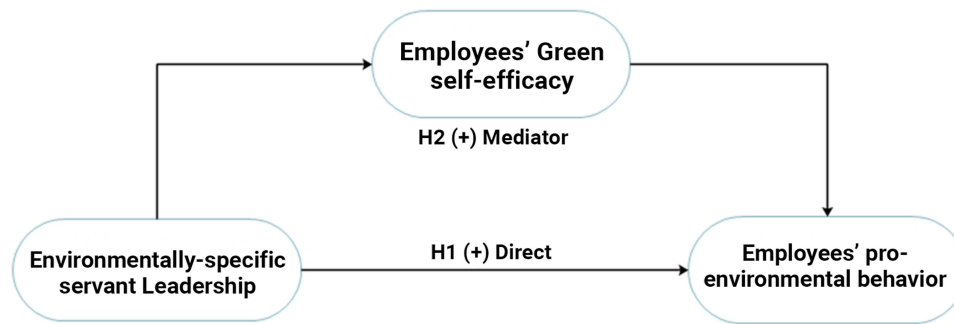 Employees’ Green
self-efficacy
H2 (+) Mediator
Environmentally-specific
servant Leadership
H1 (+) Direct
Employees’ pro-
environmental behavior